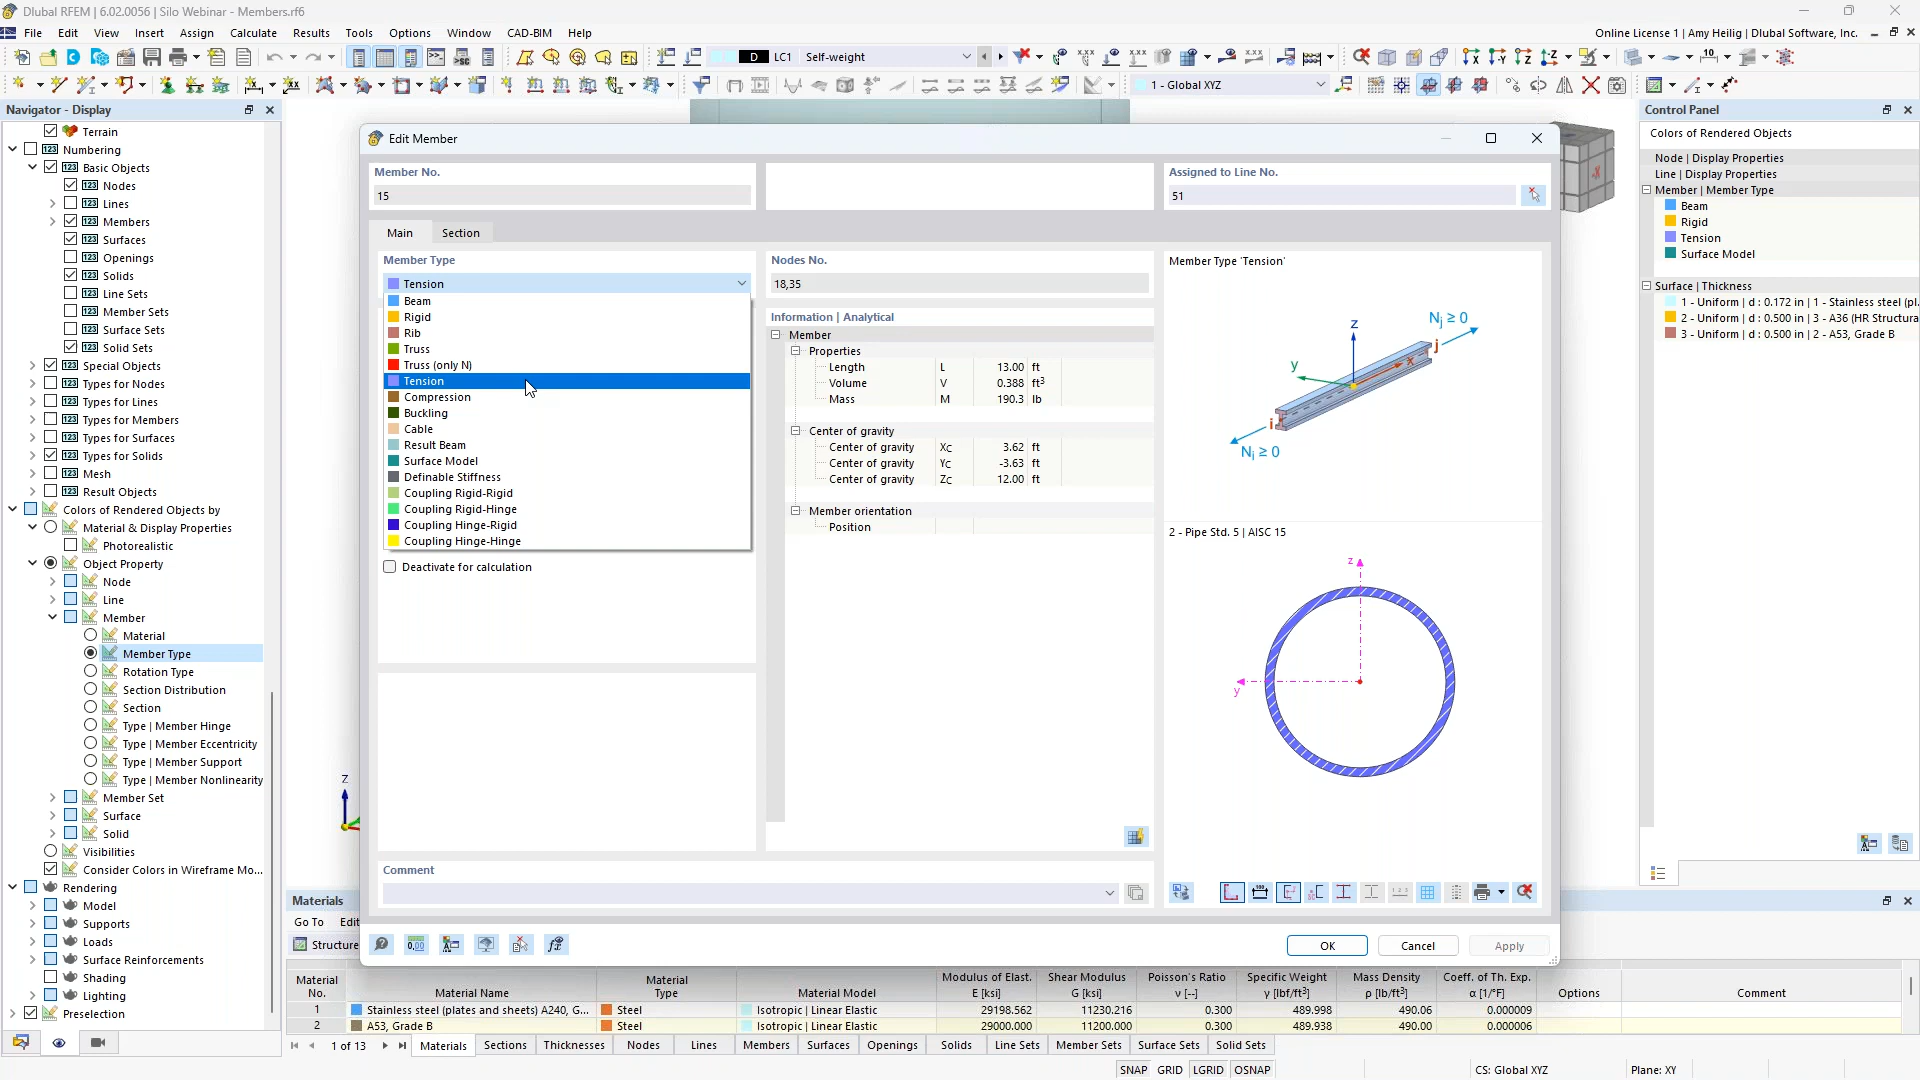 Dlubal RFEM | 6.02.0056 | Silo Webinar - Members.rf6
File Edit View Insert Assign Calculate Results Tools Options Window CAD-BIM Help
Online License 1 | Amy Heilig | Dlubal Software, Inc.
D LC1 Self-weight
1 - Global XYZ
Navigator - Display
Terrain
Numbering
Basic Objects
Nodes
Lines
Members
Surfaces
Openings
Solids
Line Sets
Member Sets
Surface Sets
Solid Sets
Special Objects
Types for Nodes
Types for Lines
Types for Members
Types for Surfaces
Types for Solids
Mesh
Result Objects
Colors of Rendered Objects by
Material & Display Properties
Photorealistic
Object Property
Node
Line
Member
Material
Member Type
Rotation Type
Section Distribution
Section
Type | Member Hinge
Type | Member Eccentricity
Type | Member Support
Type | Member Nonlinearity
Member Set
Surface
Solid
Visibilities
Consider Colors in Wireframe Mo...
Rendering
Model
Supports
Loads
Surface Reinforcements
Shading
Lighting
Preselection
Z
Edit Member
Member No.
15
Assigned to Line No.
51
Main Section
Member Type
Tension
Beam
Rigid
Rib
Truss
Truss (only N)
Tension
Compression
Buckling
Cable
Result Beam
Surface Model
Definable Stiffness
Coupling Rigid-Rigid
Coupling Rigid-Hinge
Coupling Hinge-Rigid
Coupling Hinge-Hinge
Deactivate for calculation
Nodes No.
18,35
Information | Analytical
Member
Properties
Length L 13.00 ft
Volume V 0.388 ft3
Mass M 190.3 lb
Center of gravity
Center of gravity XC 3.62 ft
Center of gravity YC -3.63 ft
Center of gravity ZC 12.00 ft
Member orientation
Position
Member Type 'Tension'
Nj ≥ 0
z
j
x
y
i
Ni ≥ 0
2 - Pipe Std. 5 | AISC 15
z
y
Comment
OK Cancel Apply
Control Panel
Colors of Rendered Objects
Node | Display Properties
Line | Display Properties
Member | Member Type
Beam
Rigid
Tension
Surface Model
Surface | Thickness
1 - Uniform | d : 0.172 in | 1 - Stainless steel (pl.
2 - Uniform | d : 0.500 in | 3 - A36 (HR Structura
3 - Uniform | d : 0.500 in | 2 - A53, Grade B
Materials
Go To Edit
Structure
Material No. Material Name Material Type Material Model Modulus of Elast. E [ksi] Shear Modulus G [ksi] Poisson's Ratio ν [--] Specific Weight γ [lbf/ft3] Mass Density ρ [lb/ft3] Coeff. of Th. Exp. α [1/°F] Options Comment
1 Stainless steel (plates and sheets) A240, G... Steel Isotropic | Linear Elastic 29198.562 11230.216 0.300 489.998 490.06 0.000009
2 A53, Grade B Steel Isotropic | Linear Elastic 29000.000 11200.000 0.300 489.938 490.00 0.000006
1 of 13 Materials Sections Thicknesses Nodes Lines Members Surfaces Openings Solids Line Sets Member Sets Surface Sets Solid Sets
SNAP GRID LGRID OSNAP CS: Global XYZ Plane: XY